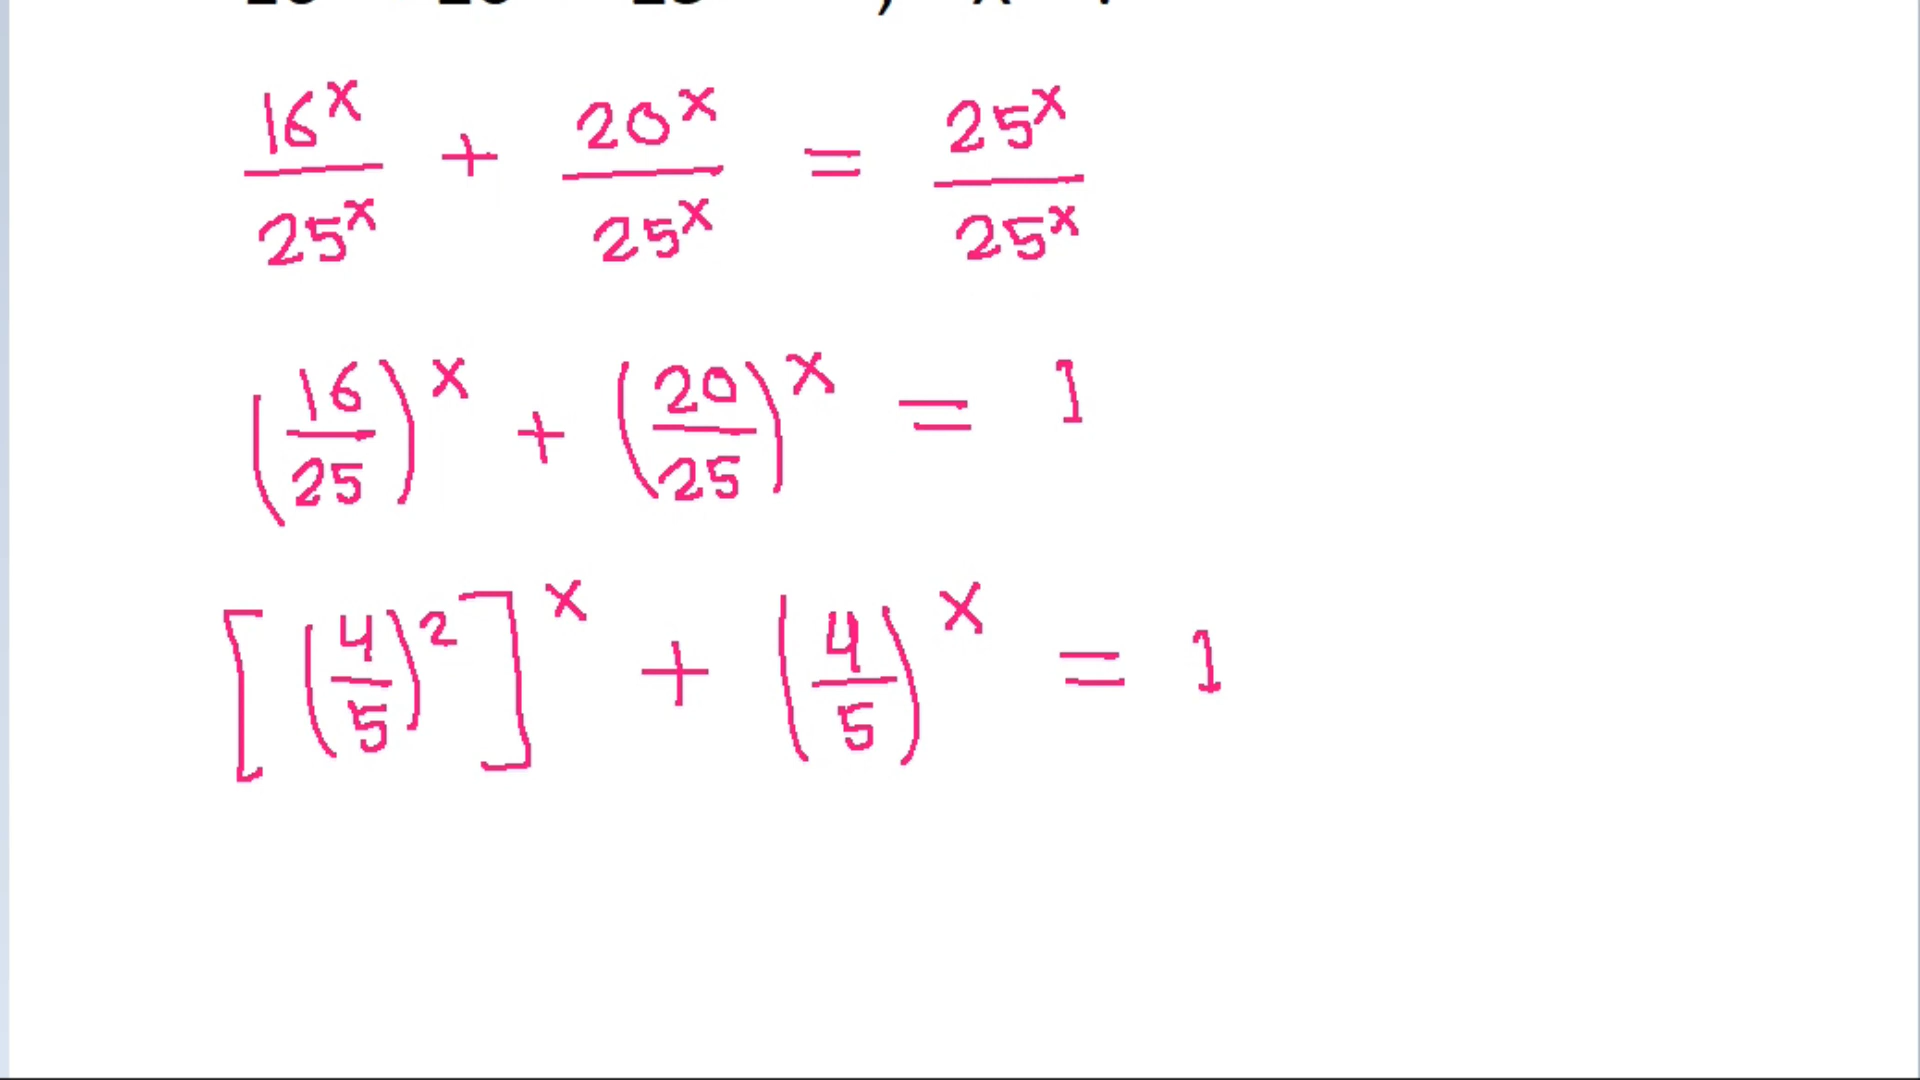 16^x/25^x + 20^x/25^x = 25^x/25^x
(16/25)^x + (20/25)^x = 1
[(4/5)^2]^x + (4/5)^x = 1